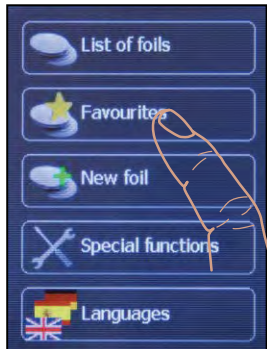 List of foils
Favourites
New foil
Special functions
Languages